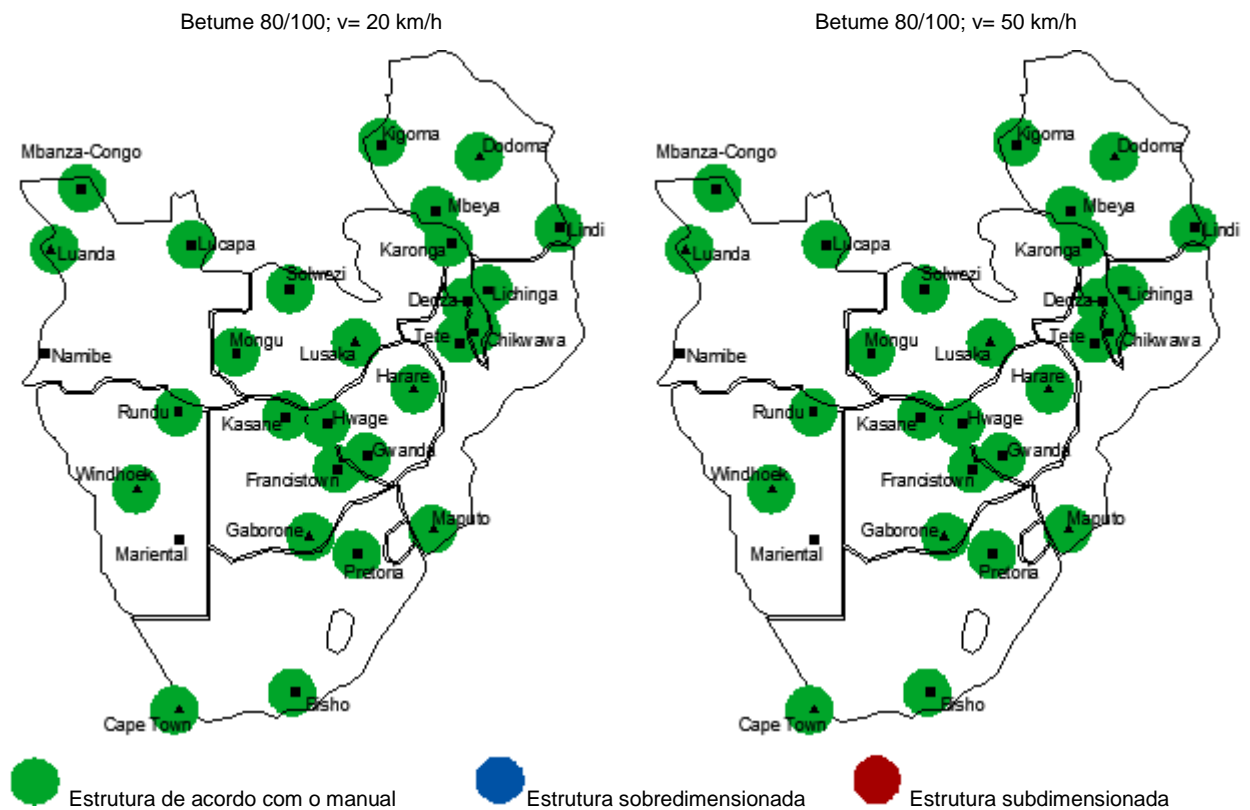 Betume 80/100; v= 20 km/h
Betume 80/100; v= 50 km/h
Kigoma
Dodoma
Mbanza-Congo
Mbeya
Lindi
Luanda
Lucapa
Karonga
Solwezi
Dedza
Lichinga
Mongu
Lusaka
Tete
Chikwawa
Namibe
Harare
Rundu
Kasane
Hwage
Gwanda
Windhoek
Francistown
Gaborone
Maputo
Mariental
Pretoria
Bisho
Cape Town
Kigoma
Dodoma
Mbanza-Congo
Mbeya
Lindi
Luanda
Lucapa
Karonga
Solwezi
Dedza
Lichinga
Mongu
Lusaka
Tete
Chikwawa
Namibe
Harare
Rundu
Kasane
Hwage
Gwanda
Windhoek
Francistown
Gaborone
Maputo
Mariental
Pretoria
Bisho
Cape Town
Estrutura de acordo com o manual
Estrutura sobredimensionada
Estrutura subdimensionada